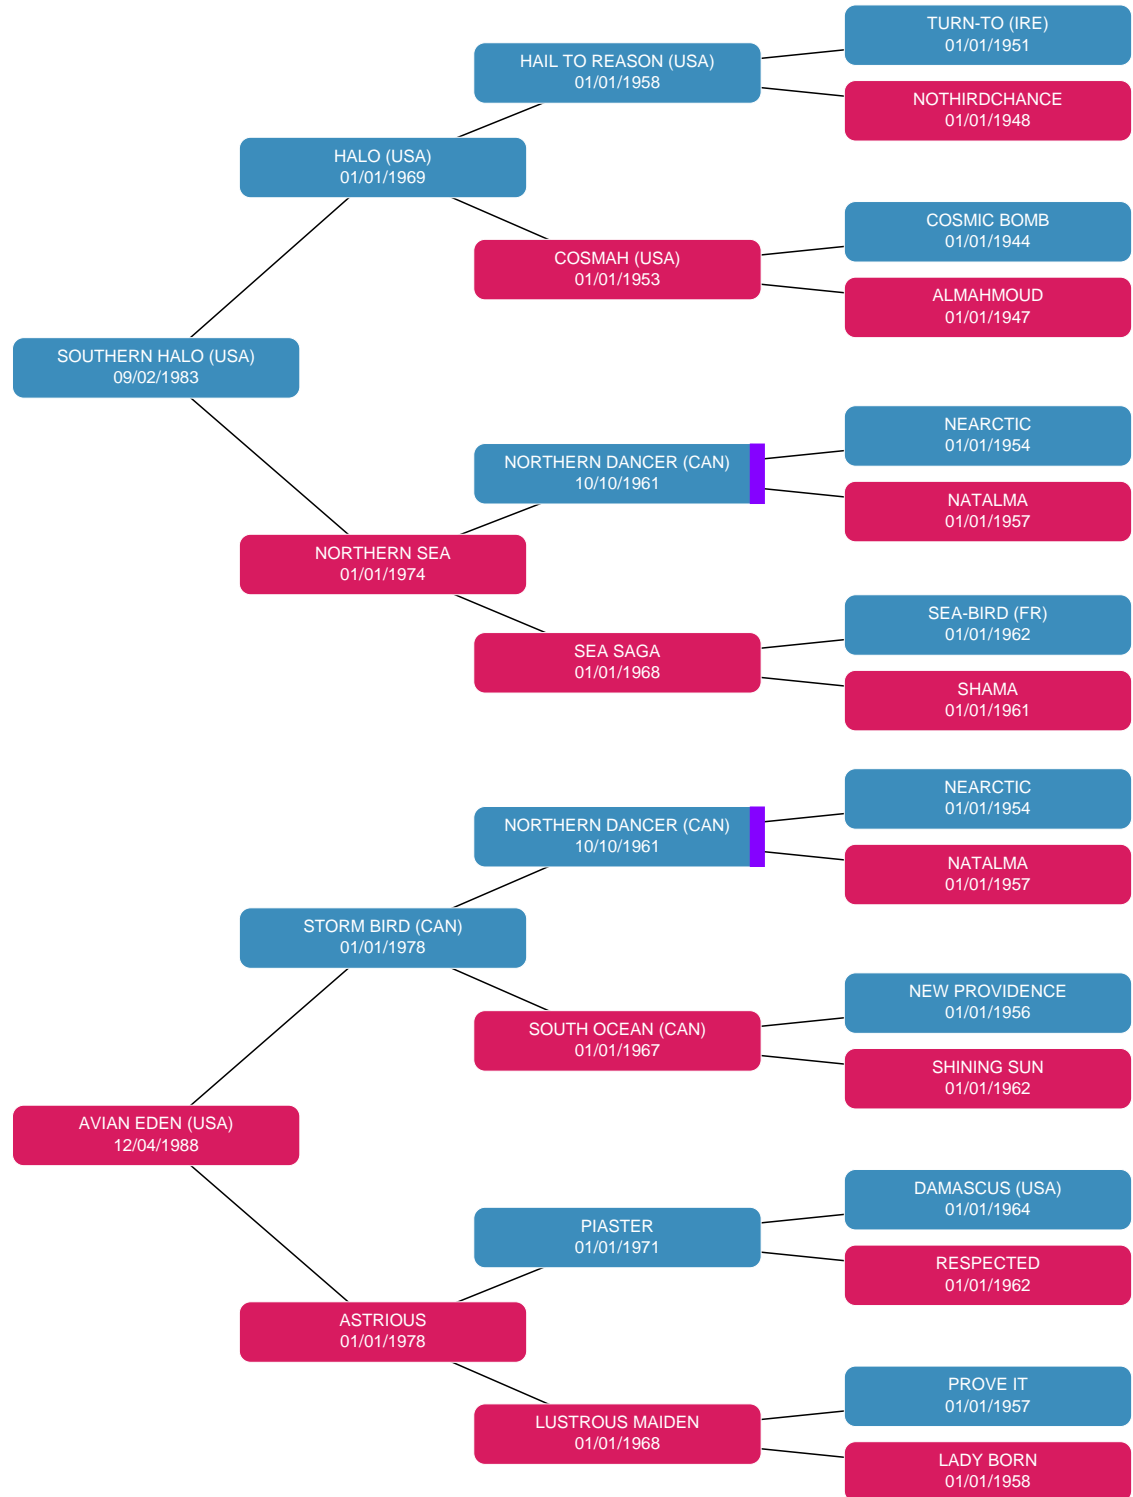 TURN-TO (IRE)
01/01/1951
HAIL TO REASON (USA)
01/01/1958
NOTHIRDCHANCE
01/01/1948
HALO (USA)
01/01/1969
COSMIC BOMB
01/01/1944
COSMAH (USA)
01/01/1953
ALMAHMOUD
01/01/1947
SOUTHERN HALO (USA)
09/02/1983
NEARCTIC
01/01/1954
NORTHERN DANCER (CAN)
10/10/1961
NATALMA
01/01/1957
NORTHERN SEA
01/01/1974
SEA-BIRD (FR)
01/01/1962
SEA SAGA
01/01/1968
SHAMA
01/01/1961
NEARCTIC
01/01/1954
NORTHERN DANCER (CAN)
10/10/1961
NATALMA
01/01/1957
STORM BIRD (CAN)
01/01/1978
NEW PROVIDENCE
01/01/1956
SOUTH OCEAN (CAN)
01/01/1967
SHINING SUN
01/01/1962
AVIAN EDEN (USA)
12/04/1988
DAMASCUS (USA)
01/01/1964
PIASTER
01/01/1971
RESPECTED
01/01/1962
ASTRIOUS
01/01/1978
PROVE IT
01/01/1957
LUSTROUS MAIDEN
01/01/1968
LADY BORN
01/01/1958